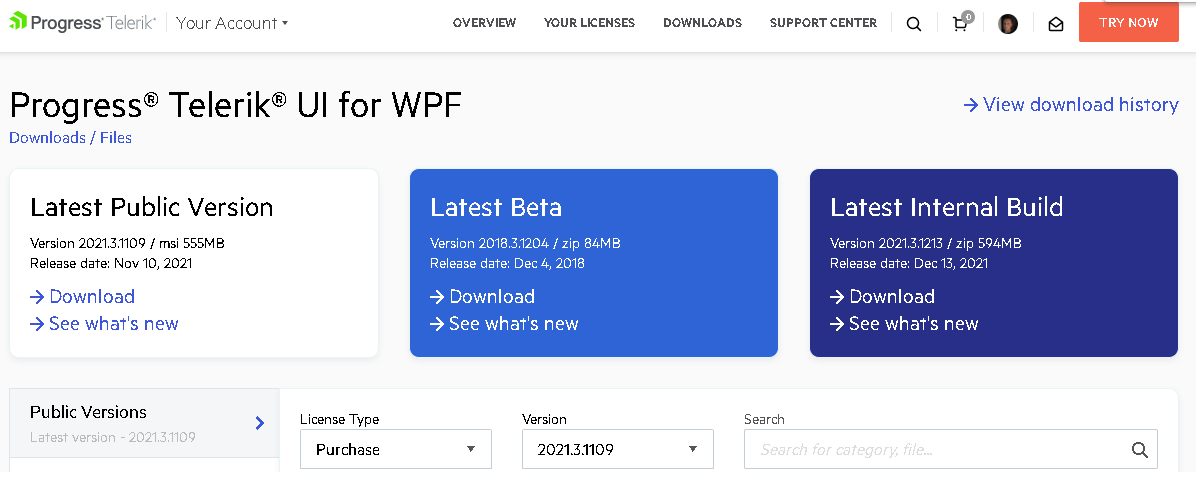 Progress Telerik Your Account OVERVIEW YOUR LICENSES DOWNLOADS SUPPORT CENTER 0 TRY NOW
Progress® Telerik® UI for WPF
View download history
Downloads / Files
Latest Public Version
Version 2021.3.1109 / msi 555MB
Release date: Nov 10, 2021
Download
See what's new
Latest Beta
Version 2018.3.1204 / zip 84MB
Release date: Dec 4, 2018
Download
See what's new
Latest Internal Build
Version 2021.3.1213 / zip 594MB
Release date: Dec 13, 2021
Download
See what's new
Public Versions
Latest version - 2021.3.1109
License Type
Purchase
Version
2021.3.1109
Search
Search for category, file...